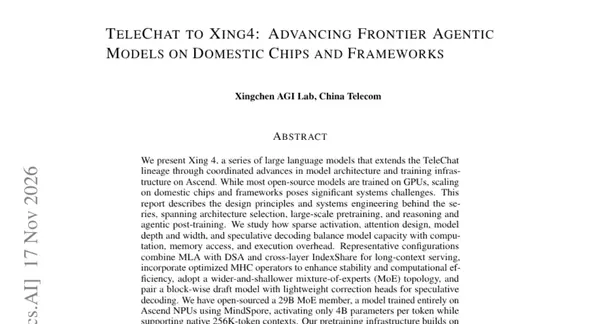 TELECHAT TO XING4: ADVANCING FRONTIER AGENTIC
MODELS ON DOMESTIC CHIPS AND FRAMEWORKS
Xingchen AGI Lab, China Telecom
ABSTRACT
We present Xing 4, a series of large language models that extends the TeleChat
lineage through coordinated advances in model architecture and training infras-
tructure on Ascend. While most open-source models are trained on GPUs, scaling
on domestic chips and frameworks poses significant systems challenges. This
report describes the design principles and systems engineering behind the se-
ries, spanning architecture selection, large-scale pretraining, and reasoning and
agentic post-training. We study how sparse activation, attention design, model
depth and width, and speculative decoding balance model capacity with compu-
tation, memory access, and execution overhead. Representative configurations
combine MLA with DSA and cross-layer IndexShare for long-context serving,
incorporate optimized MHC operators to enhance stability and computational ef-
ficiency, adopt a wider-and-shallower mixture-of-experts (MoE) topology, and
pair a block-wise draft model with lightweight correction heads for speculative
decoding. We have open-sourced a 29B MoE member, a model trained entirely on
Ascend NPUs using MindSpore, activating only 4B parameters per token while
supporting native 256K-token contexts. Our pretraining infrastructure builds on
cs.AI] 17 Nov 2026